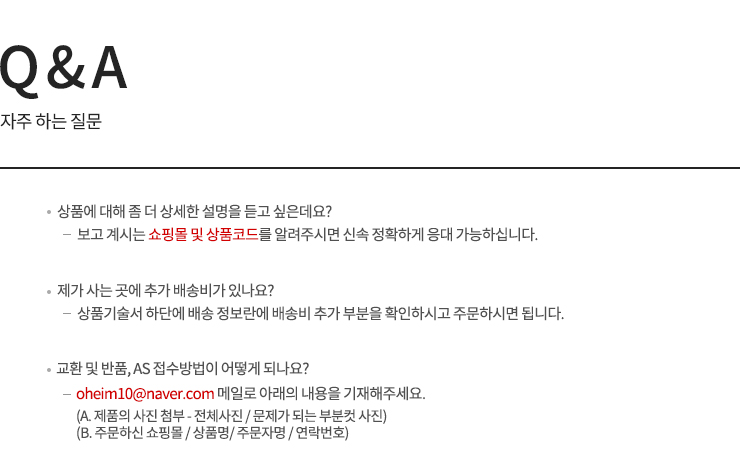 Q&A
자주 하는 질문
• 상품에 대해 좀 더 상세한 설명을 듣고 싶은데요?
– 보고 계시는 쇼핑몰 및 상품코드를 알려주시면 신속 정확하게 응대 가능하십니다.
• 제가 사는 곳에 추가 배송비가 있나요?
– 상품기술서 하단에 배송 정보란에 배송비 추가 부분을 확인하시고 주문하시면 됩니다.
• 교환 및 반품, AS 접수방법이 어떻게 되나요?
– oheim10@naver.com 메일로 아래의 내용을 기재해주세요.
(A. 제품의 사진 첨부 - 전체사진 / 문제가 되는 부분컷 사진)
(B. 주문하신 쇼핑몰 / 상품명/ 주문자명 / 연락번호)